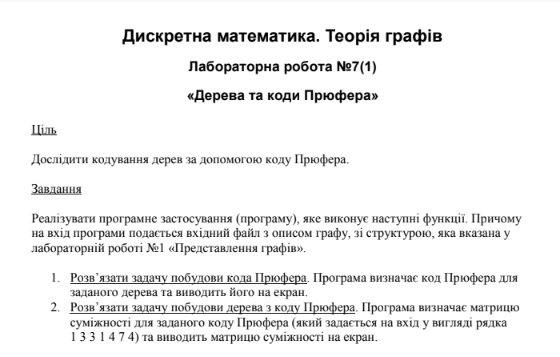 Дискретна математика. Теорія графів
Лабораторна робота №7(1)
«Дерева та коди Прюфера»
Ціль
Дослідити кодування дерев за допомогою коду Прюфера.
Завдання
Реалізувати програмне застосування (програму), яке виконує наступні функції. Причому
на вхід програми подається вхідний файл з описом графу, зі структурою, яка вказана у
лабораторній роботі №1 «Представлення графів».
1. Розв’язати задачу побудови кода Прюфера. Програма визначає код Прюфера для
заданого дерева та виводить його на екран.
2. Розв’язати задачу побудови дерева з коду Прюфера. Програма визначає матрицю
суміжності для заданого коду Прюфера (який задається на вхід у вигляді рядка
1 3 3 1 4 7 4) та виводить матрицю суміжності на екран.